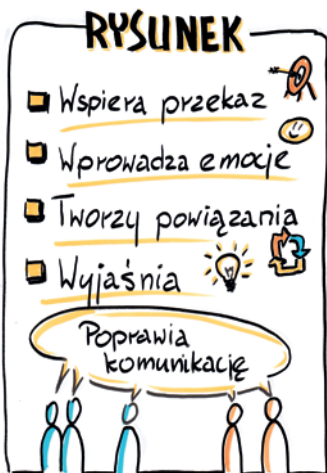 RYSUNEK
Wspiera przekaz
Wprowadza emocje
Tworzy powiązania
Wyjaśnia
Poprawia
komunikację